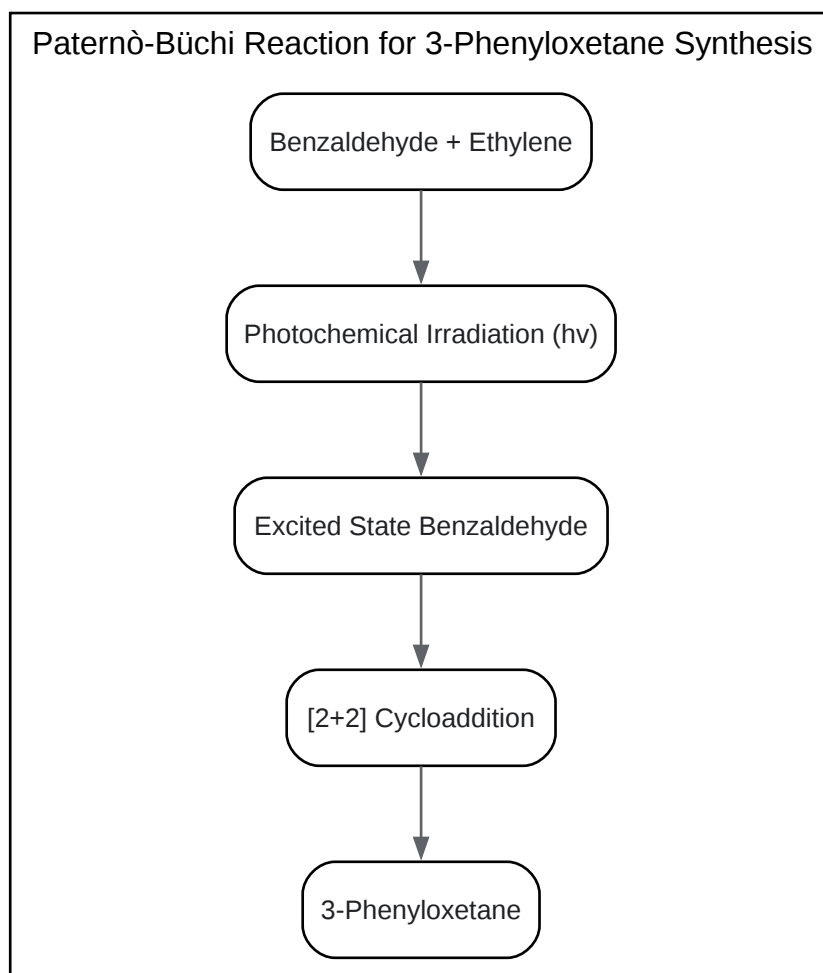 Paternò-Büchi Reaction for 3-Phenyloxetane Synthesis
Benzaldehyde + Ethylene
Photochemical Irradiation (hv)
Excited State Benzaldehyde
[2+2] Cycloaddition
3-Phenyloxetane